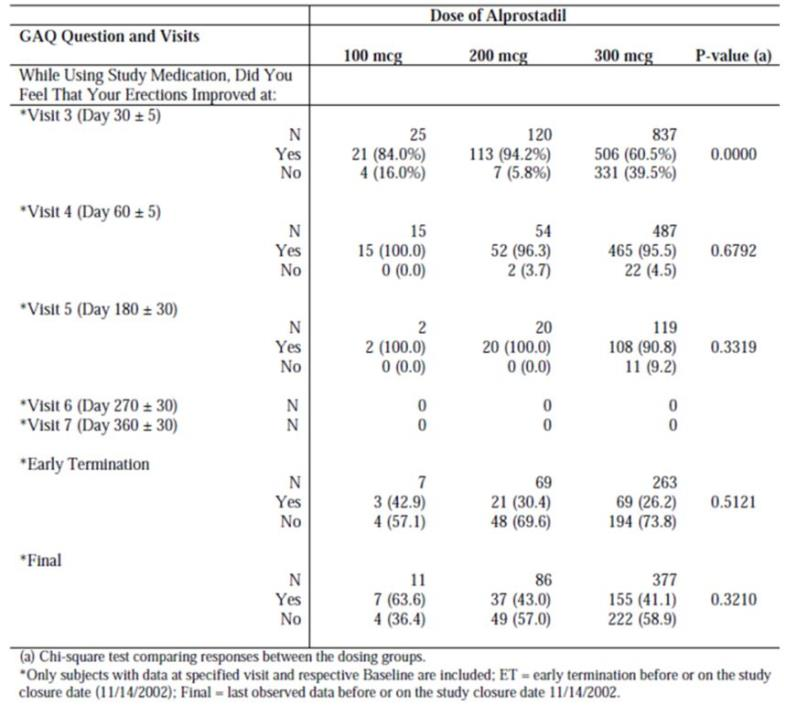 Dose of Alprostadil
GAQ Question and Visits
100 mcg 200 mcg 300 mcg P-value (a)
While Using Study Medication, Did You
Feel That Your Erections Improved at:
*Visit 3 (Day 30 ± 5)
N 25 120 837
Yes 21 (84.0%) 113 (94.2%) 506 (60.5%) 0.0000
No 4 (16.0%) 7 (5.8%) 331 (39.5%)
*Visit 4 (Day 60 ± 5)
N 15 54 487
Yes 15 (100.0) 52 (96.3) 465 (95.5) 0.6792
No 0 (0.0) 2 (3.7) 22 (4.5)
*Visit 5 (Day 180 ± 30)
N 2 20 119
Yes 2 (100.0) 20 (100.0) 108 (90.8) 0.3319
No 0 (0.0) 0 (0.0) 11 (9.2)
*Visit 6 (Day 270 ± 30) N 0 0 0
*Visit 7 (Day 360 ± 30) N 0 0 0
*Early Termination
N 7 69 263
Yes 3 (42.9) 21 (30.4) 69 (26.2) 0.5121
No 4 (57.1) 48 (69.6) 194 (73.8)
*Final
N 11 86 377
Yes 7 (63.6) 37 (43.0) 155 (41.1) 0.3210
No 4 (36.4) 49 (57.0) 222 (58.9)
(a) Chi-square test comparing responses between the dosing groups.
*Only subjects with data at specified visit and respective Baseline are included; ET = early termination before or on the study
closure date (11/14/2002); Final = last observed data before or on the study closure date 11/14/2002.